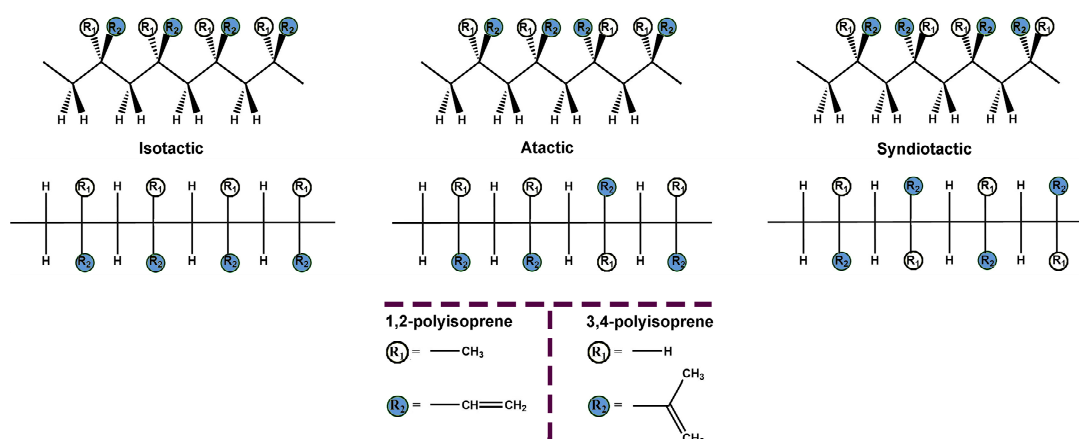 R1 R2 R1 R2 R1 R2 R1 R2
H H H H H H H H
Isotactic
H R1 H R1 H R1 H R1
H R2 H R2 H R2 H R2
R1 R2 R1 R2 R2 R1 R1 R2
H H H H H H H H
Atactic
H R1 H R1 H R2 H R1
H R2 H R2 H R1 H R2
R1 R2 R2 R1 R1 R2 R2 R1
H H H H H H H H
Syndiotactic
H R1 H R2 H R1 H R2
H R2 H R1 H R2 H R1
1,2-polyisoprene
R1 = CH3
R2 = CH CH2
3,4-polyisoprene
R1 = H
CH3
R2 =